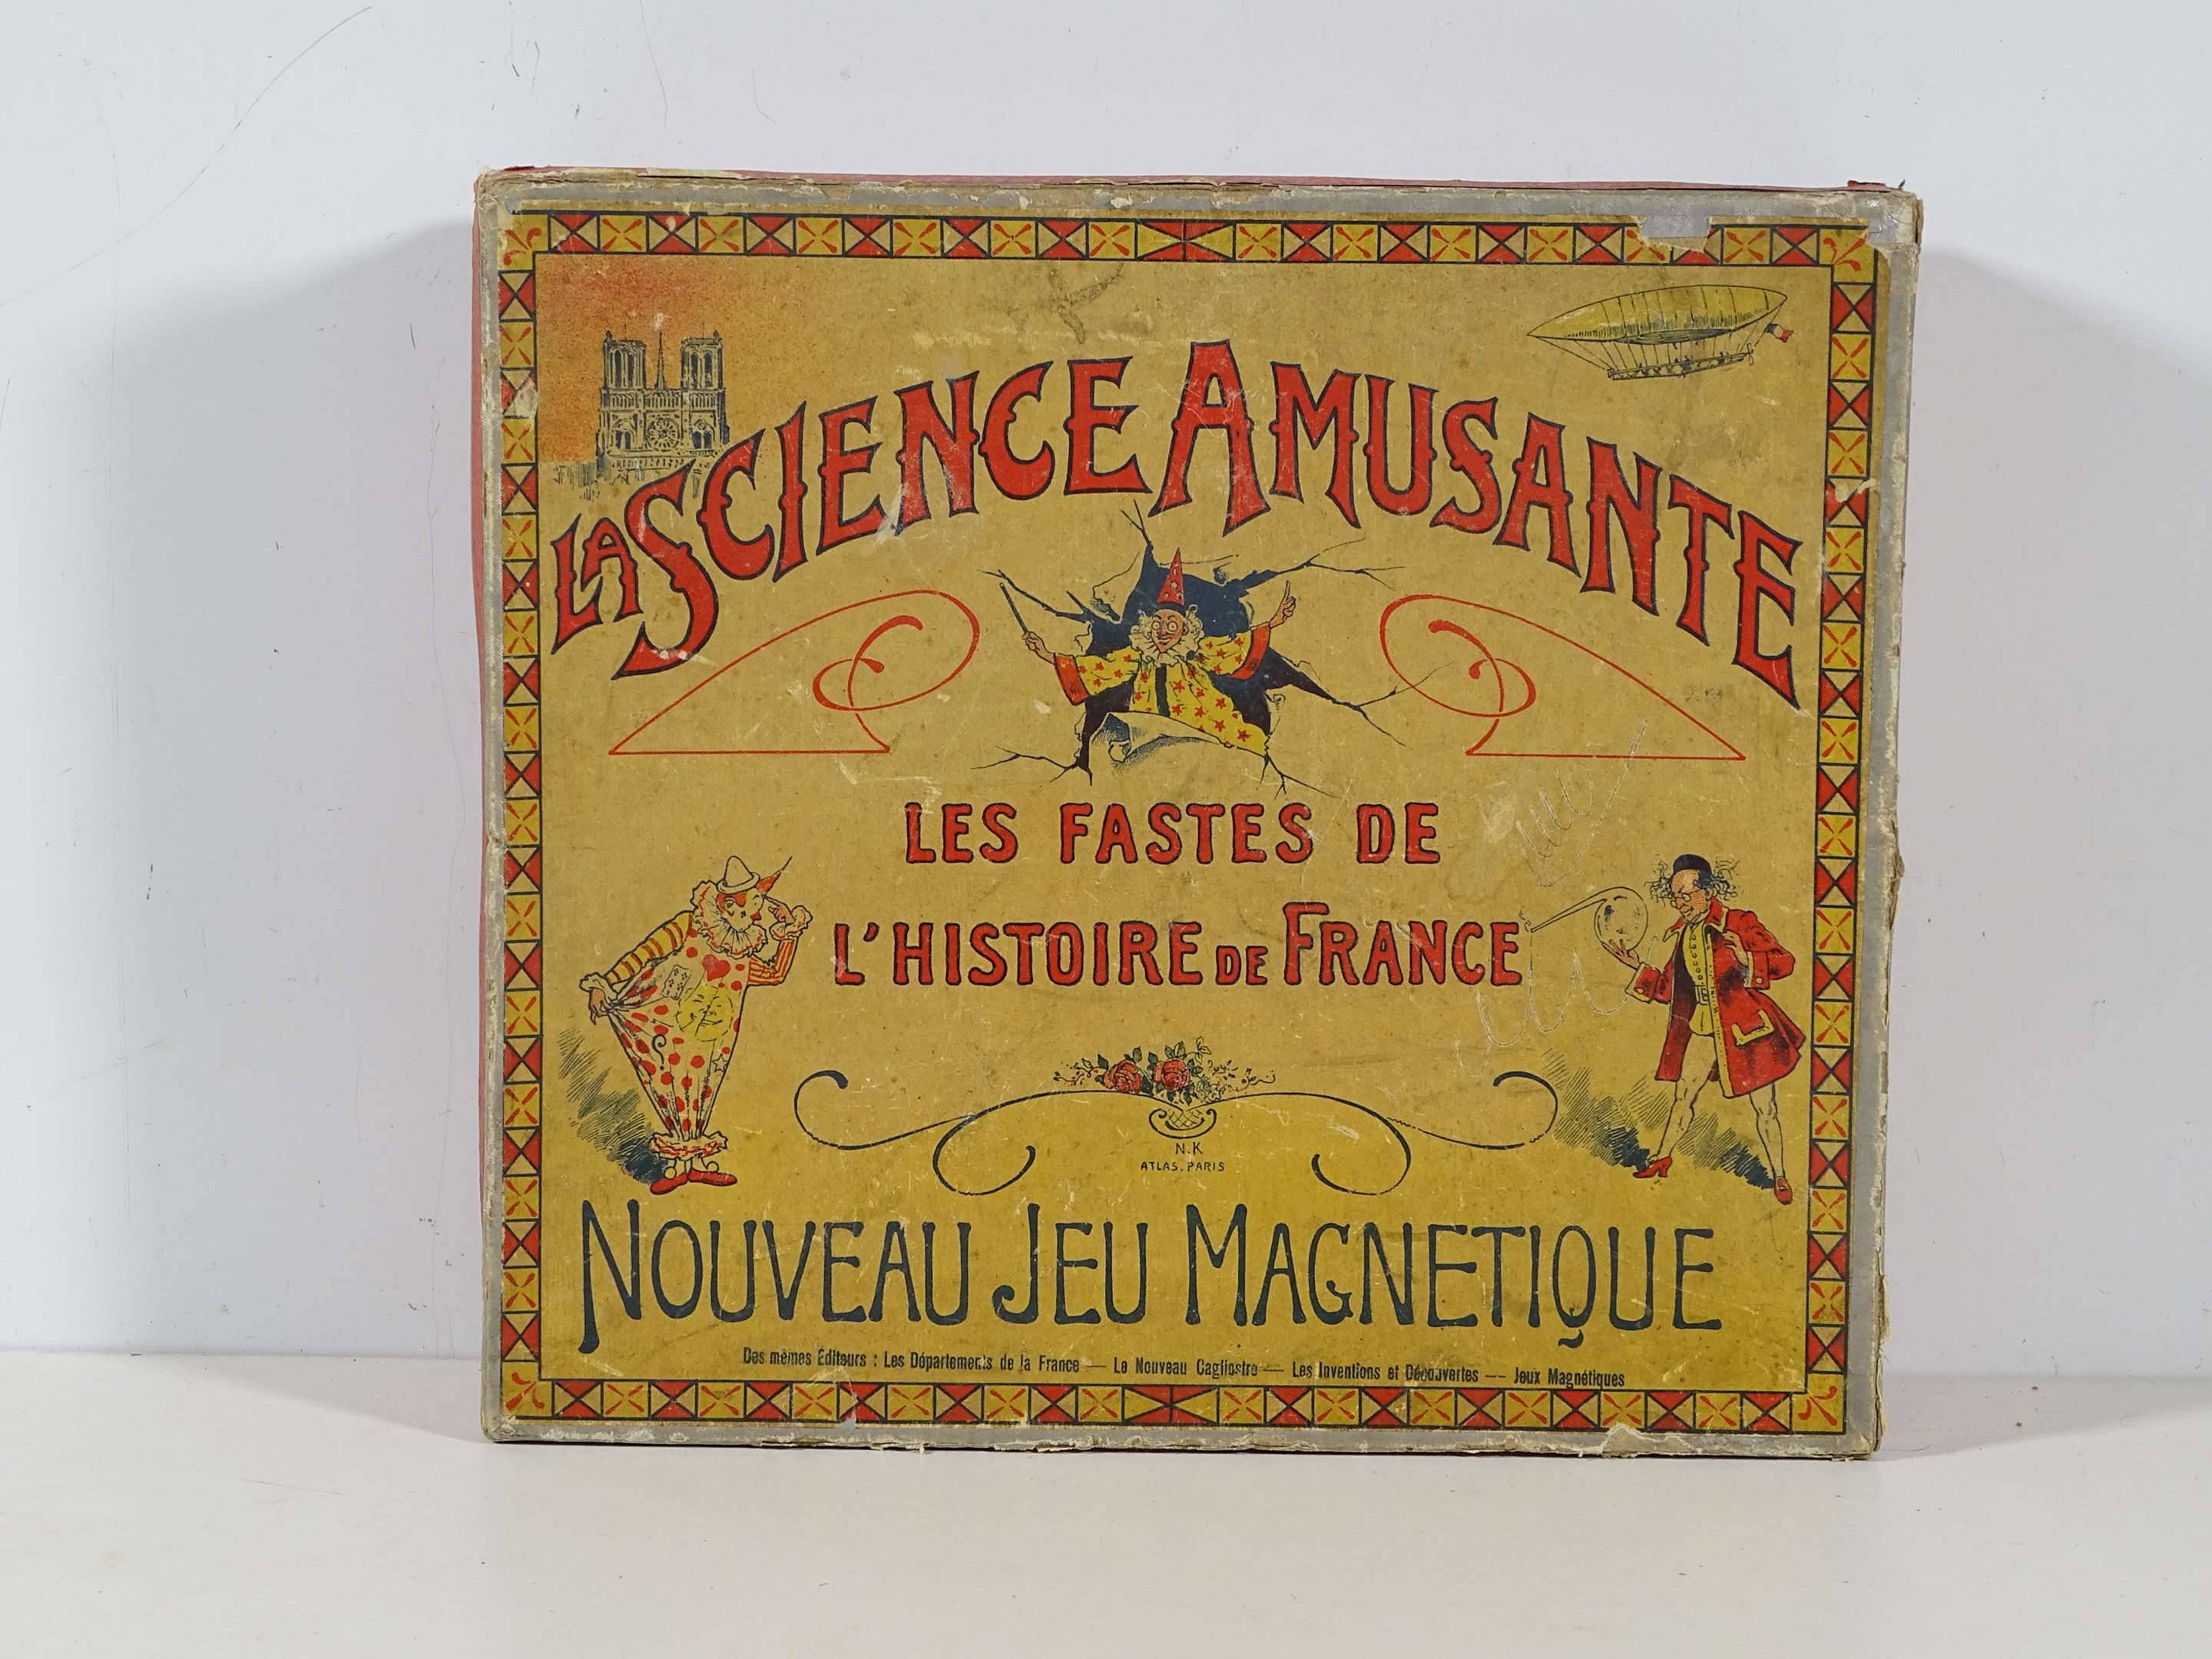 LA SCIENCE AMUSANTE
LES FASTES DE
L'HISTOIRE DE FRANCE
N.K
ATLAS. PARIS
NOUVEAU JEU MAGNETIQUE
Des mêmes Éditeurs : Les Départements de la France — Le Nouveau Cagliostro — Les Inventions et Découvertes — Jeux Magnétiques